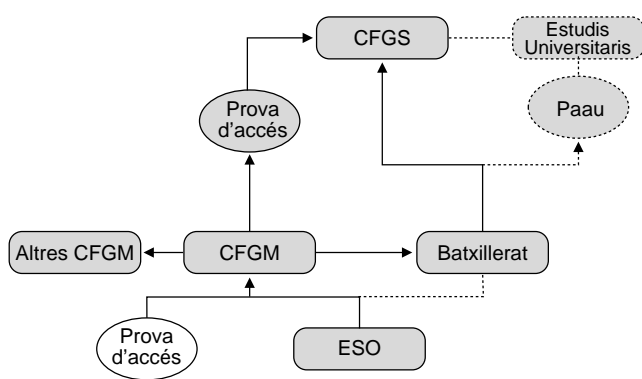 CFGS
Estudis
Universitaris
Prova
d'accés
Paau
Altres CFGM
CFGM
Batxillerat
Prova
d'accés
ESO